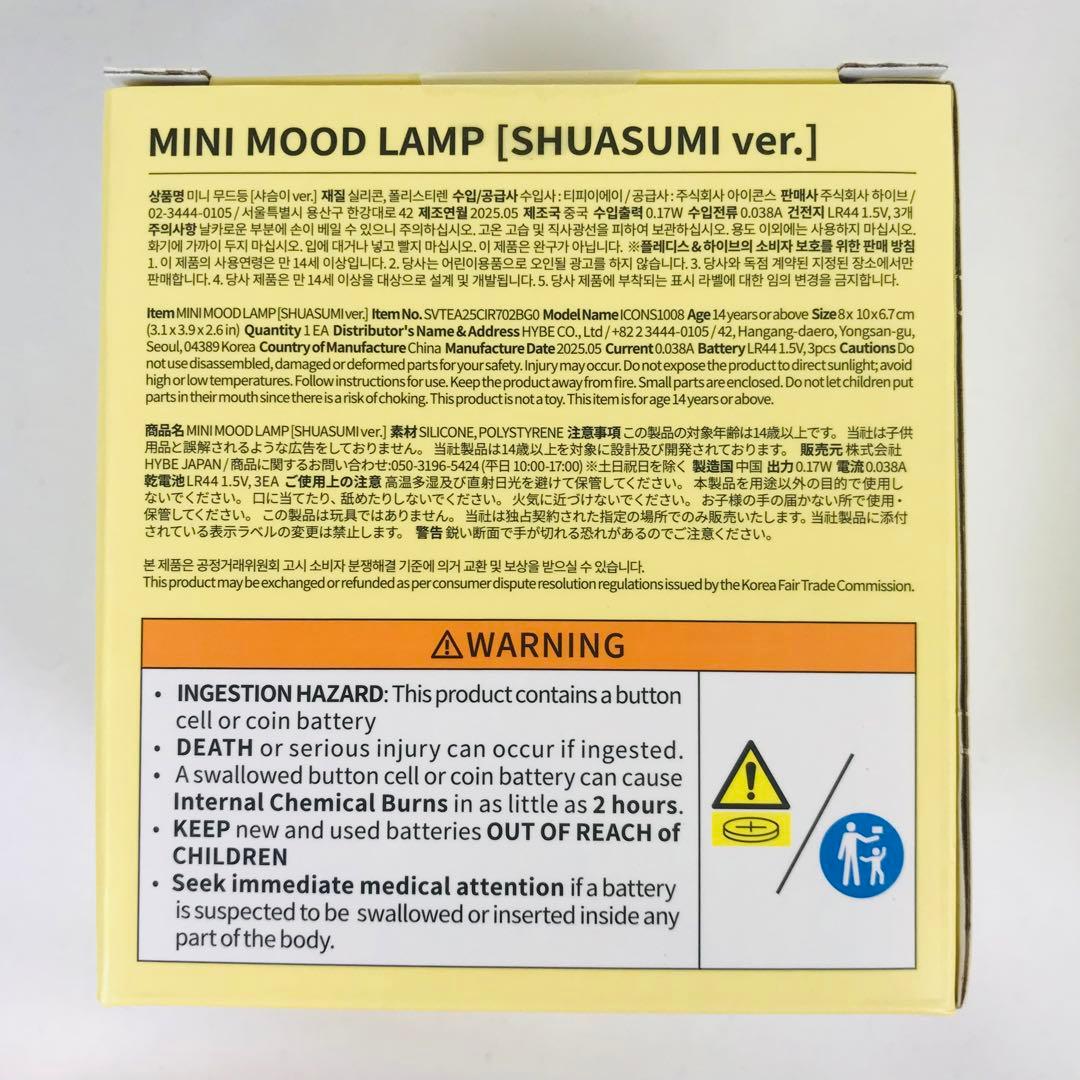 MINI MOOD LAMP [SHUASUMI ver.]
상품명 미니 무드등 [샤슴이 ver.] 재질 실리콘, 폴리스티렌 수입/공급사 수입사 : 티피이에이 / 공급사 : 주식회사 아이콘스 판매사 주식회사 하이브 /
02-3444-0105 / 서울특별시 용산구 한강대로 42 제조연월 2025.05 제조국 중국 수입출력 0.17W 수입전류 0.038A 건전지 LR44 1.5V, 3개
주의사항 날카로운 부분에 손이 베일 수 있으니 주의하십시오. 고온 고습 및 직사광선을 피하여 보관하십시오. 용도 이외에는 사용하지 마십시오.
화기에 가까이 두지 마십시오. 입에 대거나 넣고 빨지 마십시오. 이 제품은 완구가 아닙니다. ※플레디스 & 하이브의 소비자 보호를 위한 판매 방침
1. 이 제품의 사용연령은 만 14세 이상입니다. 2. 당사는 어린이용품으로 오인될 광고를 하지 않습니다. 3. 당사와 독점 계약된 지정된 장소에서만
판매합니다. 4. 당사 제품은 만 14세 이상을 대상으로 설계 및 개발됩니다. 5. 당사 제품에 부착되는 표시 라벨에 대한 임의 변경을 금지합니다.
Item MINI MOOD LAMP [SHUASUMI ver.] Item No. SVTEA25CIR702BG0 Model Name ICONS1008 Age 14 years or above Size 8 x 10 x 6.7 cm
(3.1 x 3.9 x 2.6 in) Quantity 1 EA Distributor's Name & Address HYBE CO., Ltd / +82 2 3444-0105 / 42, Hangang-daero, Yongsan-gu,
Seoul, 04389 Korea Country of Manufacture China Manufacture Date 2025.05 Current 0.038A Battery LR44 1.5V, 3pcs Cautions Do
not use disassembled, damaged or deformed parts for your safety. Injury may occur. Do not expose the product to direct sunlight; avoid
high or low temperatures. Follow instructions for use. Keep the product away from fire. Small parts are enclosed. Do not let children put
parts in their mouth since there is a risk of choking. This product is not a toy. This item is for age 14 years or above.
商品名 MINI MOOD LAMP [SHUASUMI ver.] 素材 SILICONE, POLYSTYRENE 注意事項 この製品の対象年齢は14歳以上です。 当社は子供
用品と誤解されるような広告をしておりません。 当社製品は14歳以上を対象に設計及び開発されております。 販売元 株式会社
HYBE JAPAN / 商品に関するお問い合わせ:050-3196-5424 (平日 10:00-17:00) ※土日祝日を除く 製造国 中国 出力 0.17W 電流 0.038A
乾電池 LR44 1.5V, 3EA ご使用上の注意 高温多湿及び直射日光を避けて保管してください。 本製品を用途以外の目的で使用し
ないでください。 口に当てたり、舐めたりしないでください。 火気に近づけないでください。 お子様の手の届かない所で使用・
保管してください。 この製品は玩具ではありません。 当社は独占契約された指定の場所でのみ販売いたします。当社製品に添付
されている表示ラベルの変更は禁止します。 警告 鋭い断面で手が切れる恐れがあるのでご注意ください。
본 제품은 공정거래위원회 고시 소비자 분쟁해결 기준에 의거 교환 및 보상을 받으실 수 있습니다.
This product may be exchanged or refunded as per consumer dispute resolution regulations issued by the Korea Fair Trade Commission.
⚠WARNING
• INGESTION HAZARD: This product contains a button
cell or coin battery
• DEATH or serious injury can occur if ingested.
• A swallowed button cell or coin battery can cause
Internal Chemical Burns in as little as 2 hours.
• KEEP new and used batteries OUT OF REACH of
CHILDREN
• Seek immediate medical attention if a battery
is suspected to be swallowed or inserted inside any
part of the body.